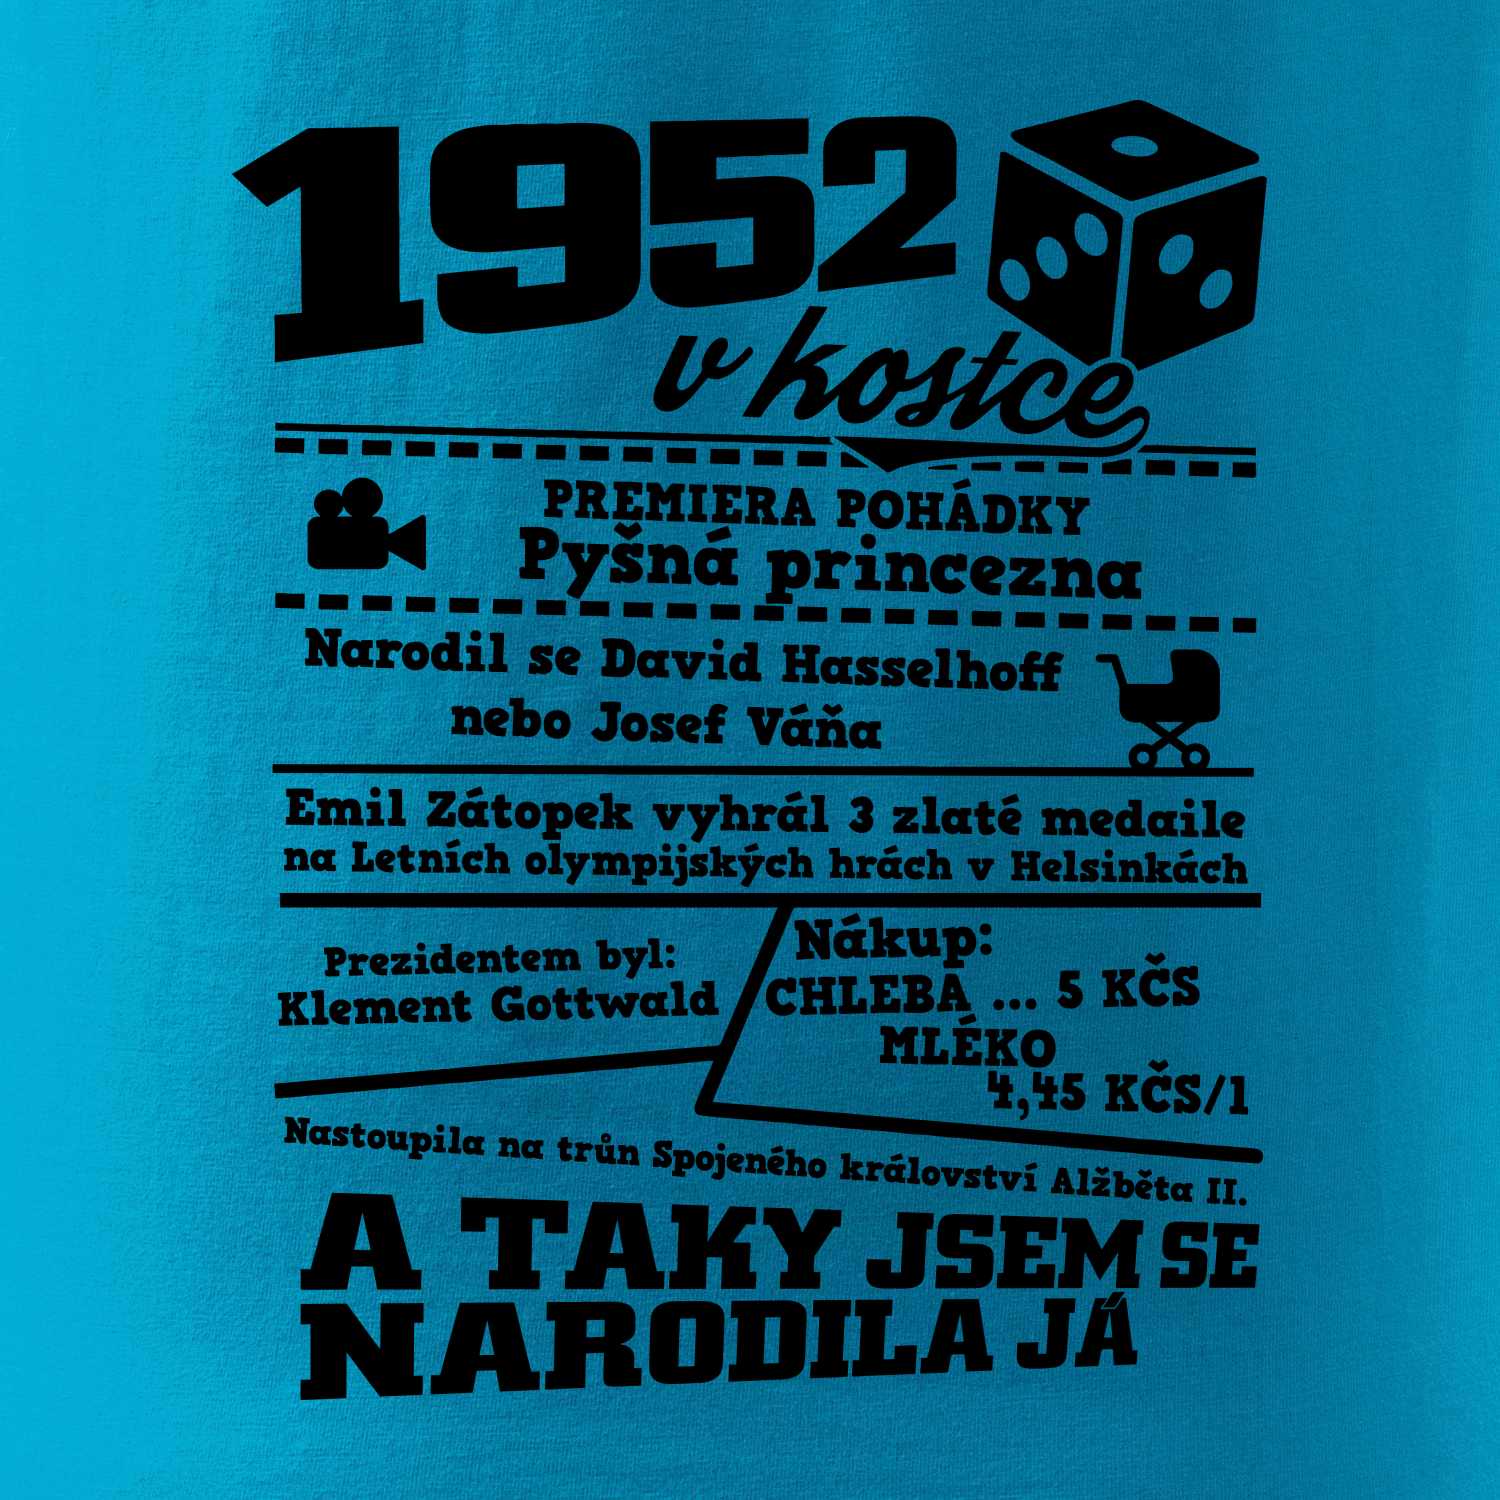 1952
v kostce
PREMIERA POHÁDKY
Pyšná princezna
Narodil se David Hasselhoff
nebo Josef Váňa
Emil Zátopek vyhrál 3 zlaté medaile
na Letních olympijských hrách v Helsinkách
Prezidentem byl:
Klement Gottwald
Nákup:
CHLEBA ... 5 KČS
MLÉKO
4,45 KČS/l
Nastoupila na trůn Spojeného království Alžběta II.
A TAKY JSEM SE
NARODILA JÁ